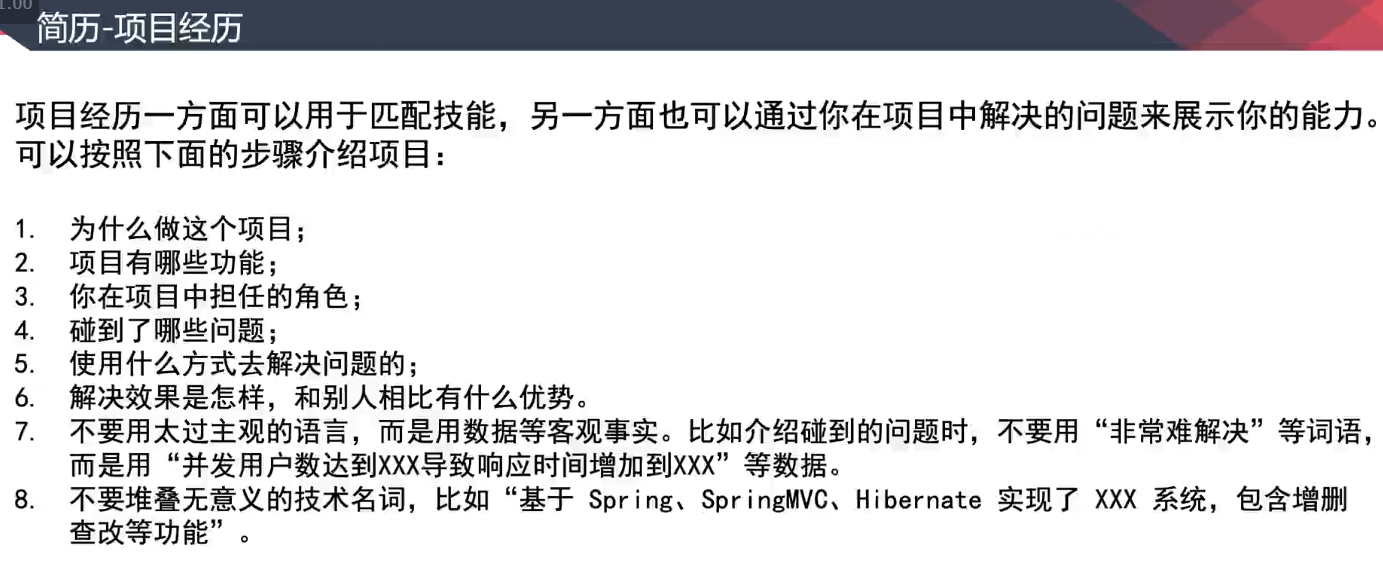 1.00
简历-项目经历
项目经历一方面可以用于匹配技能，另一方面也可以通过你在项目中解决的问题来展示你的能力。
可以按照下面的步骤介绍项目：
1. 为什么做这个项目；
2. 项目有哪些功能；
3. 你在项目中担任的角色；
4. 碰到了哪些问题；
5. 使用什么方式去解决问题的；
6. 解决效果是怎样，和别人相比有什么优势。
7. 不要用太过主观的语言，而是用数据等客观事实。比如介绍碰到的问题时，不要用“非常难解决”等词语，
而是用“并发用户数达到XXX导致响应时间增加到XXX”等数据。
8. 不要堆叠无意义的技术名词，比如“基于 Spring、SpringMVC、Hibernate 实现了 XXX 系统，包含增删
查改等功能”。